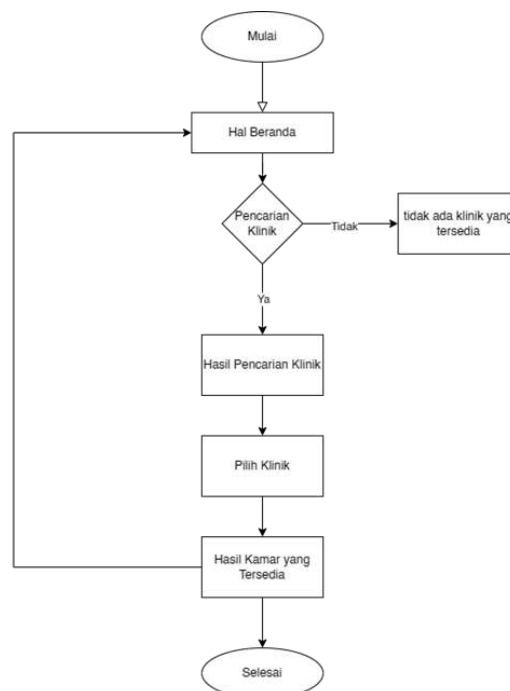 Mulai
Hal Beranda
Pencarian
Klinik
Tidak
tidak ada klinik yang
tersedia
Ya
Hasil Pencarian Klinik
Pilih Klinik
Hasil Kamar yang
Tersedia
Selesai